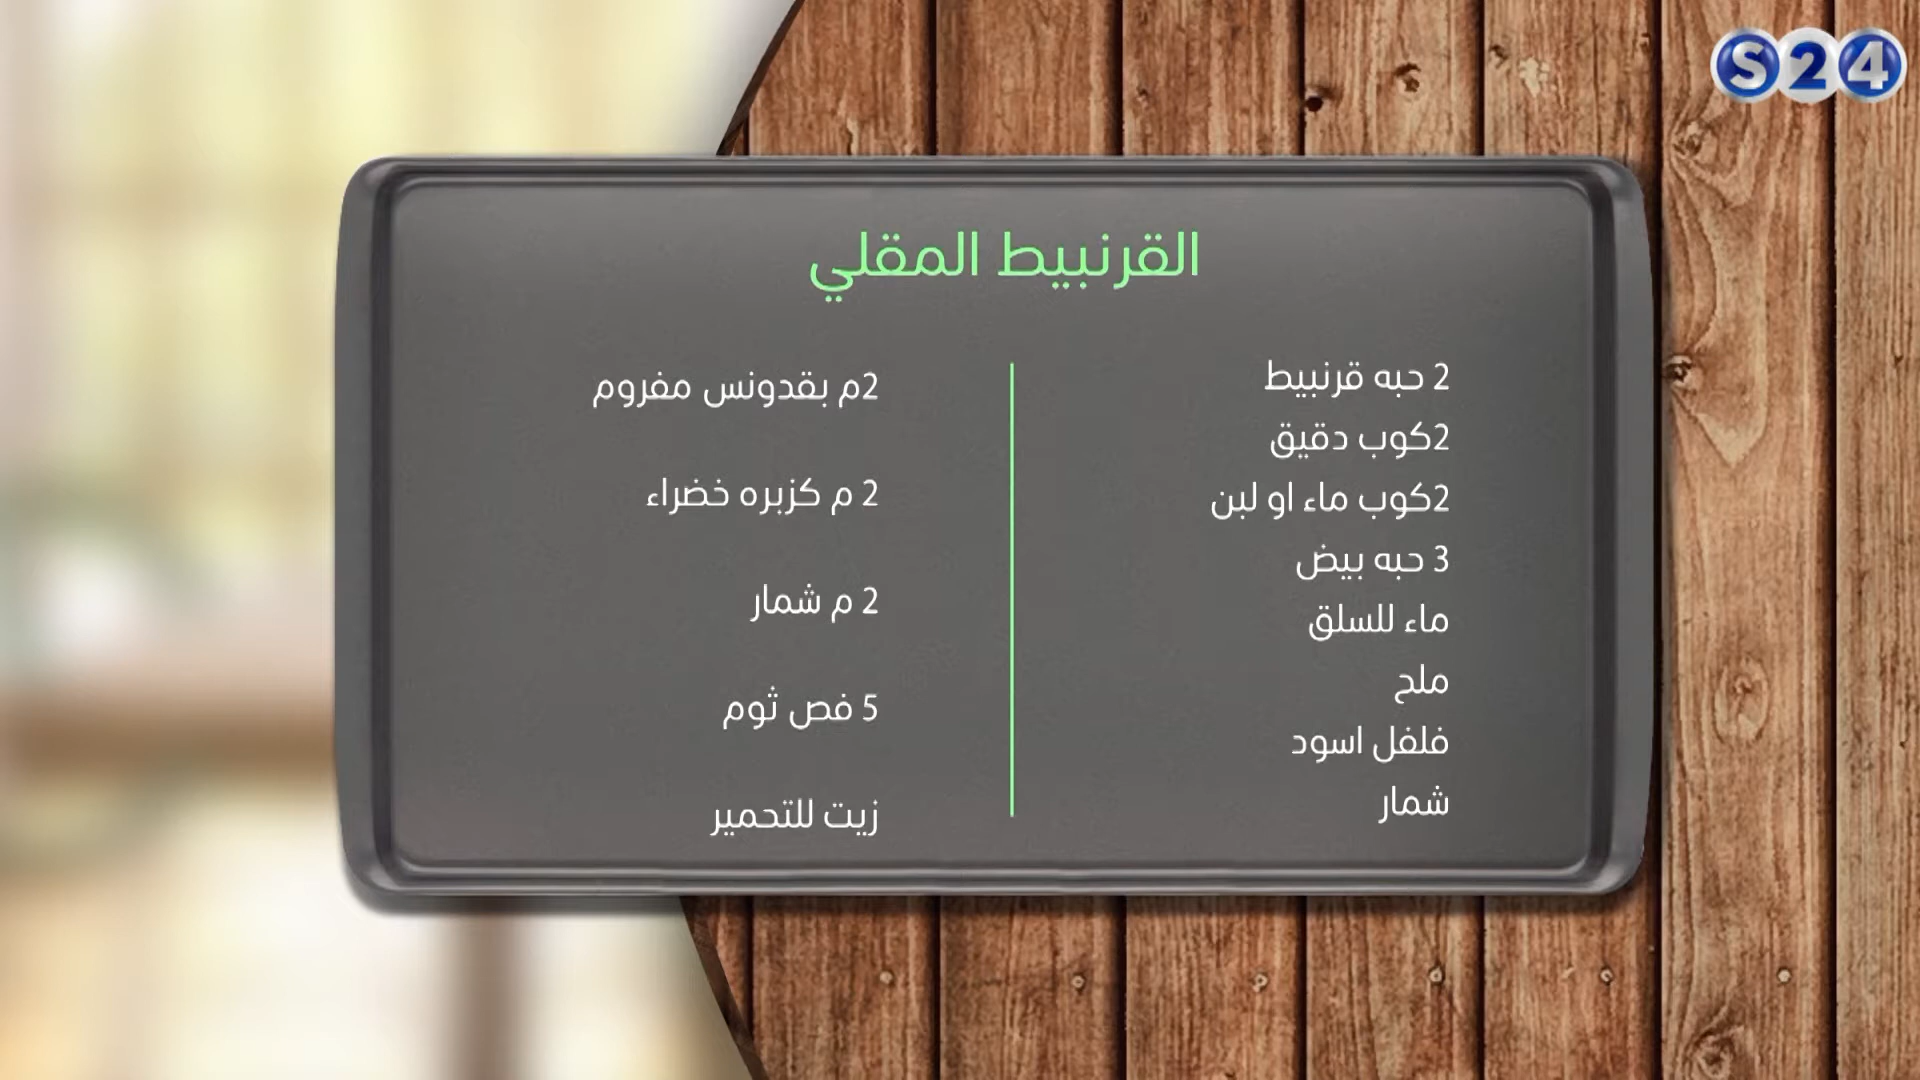 S24
القرنبيط المقلي
2 حبه قرنبيط
2كوب دقيق
2كوب ماء او لبن
3 حبه بيض
ماء للسلق
ملح
فلفل اسود
شمار
2م بقدونس مفروم
2 م كزبره خضراء
2 م شمار
5 فص ثوم
زيت للتحمير